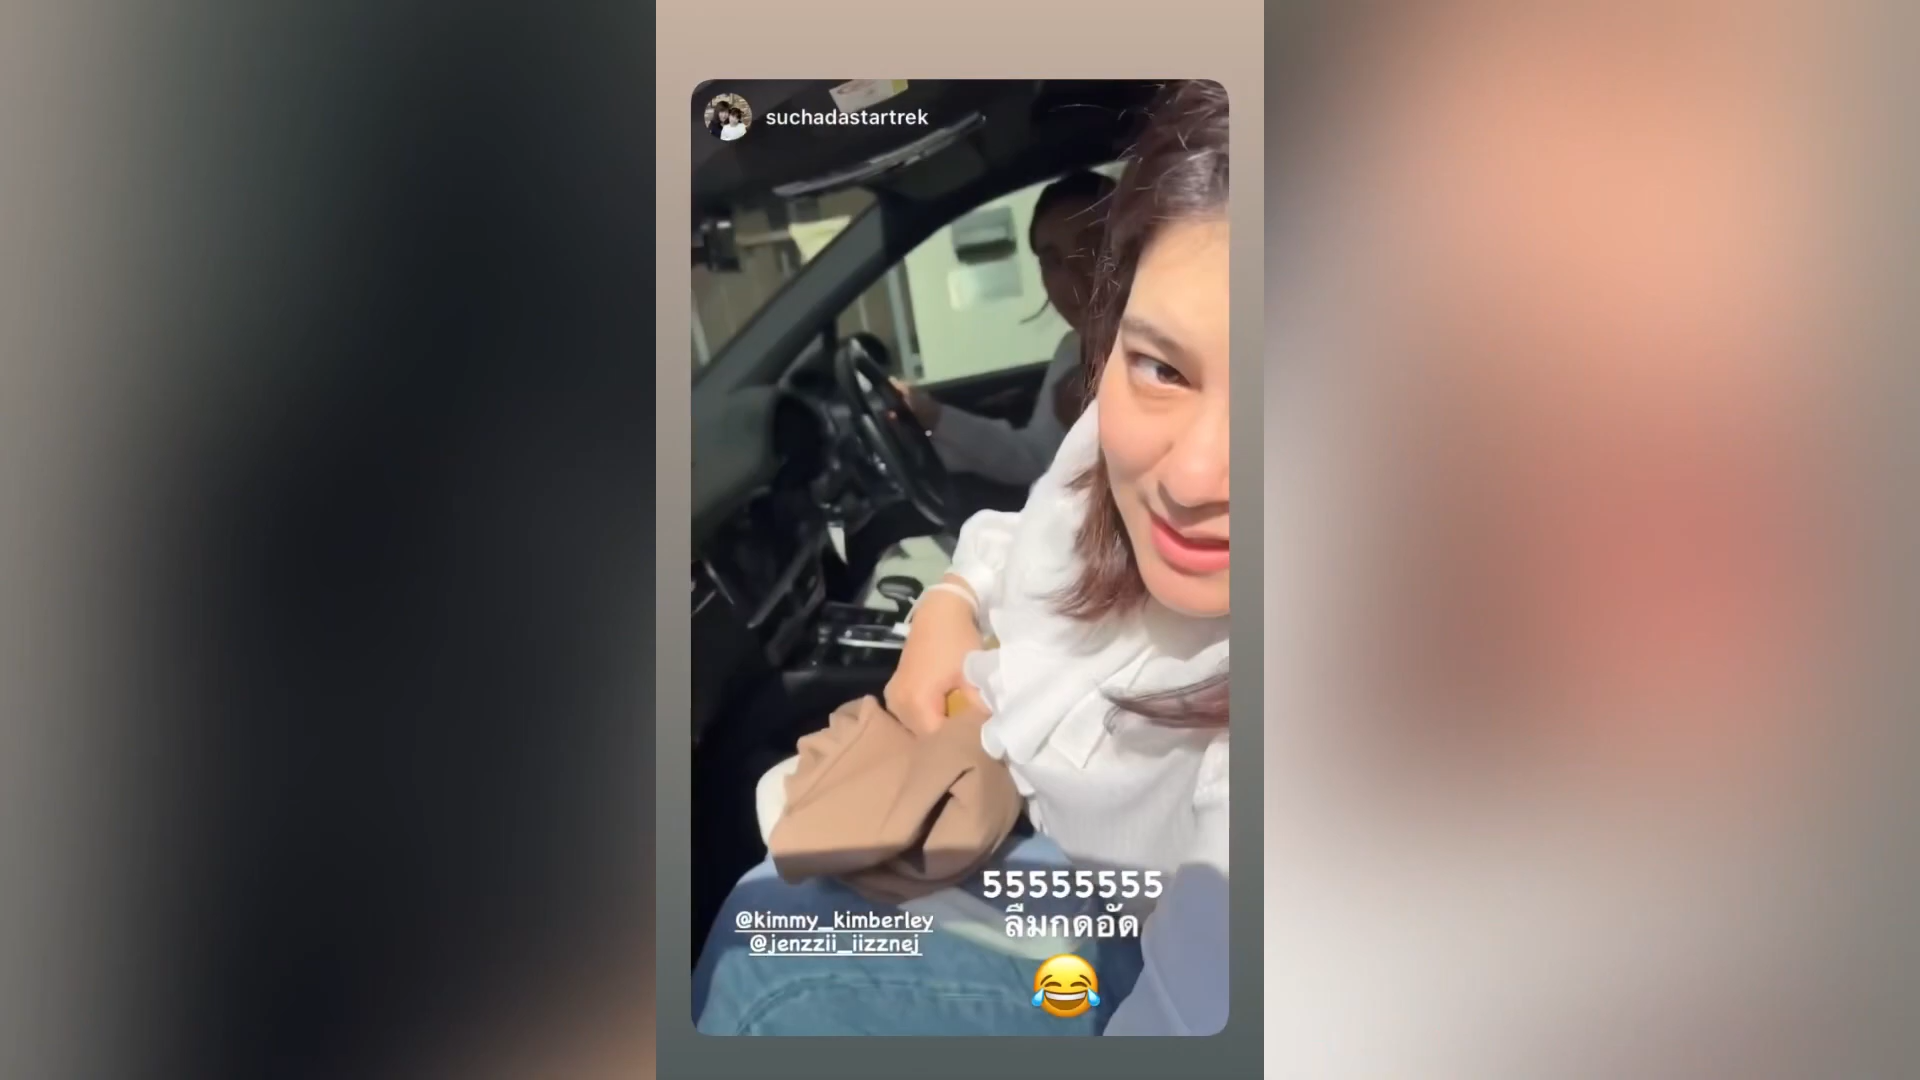 suchadastartrek
55555555
ลืมกดอัด
@kimmy_kimberley
@jenzzii_iizznej
😂